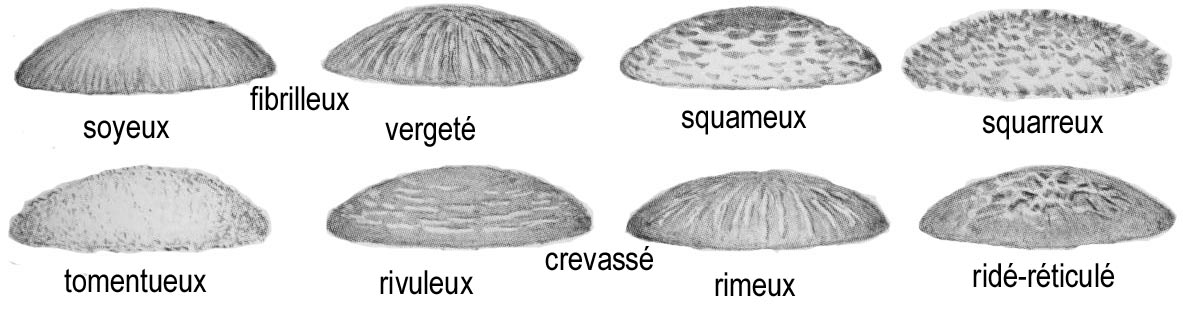 fibrilleux
soyeux
vergeté
squameux
squarreux
tomentueux
rivuleux
crevassé
rimeux
ridé-réticulé